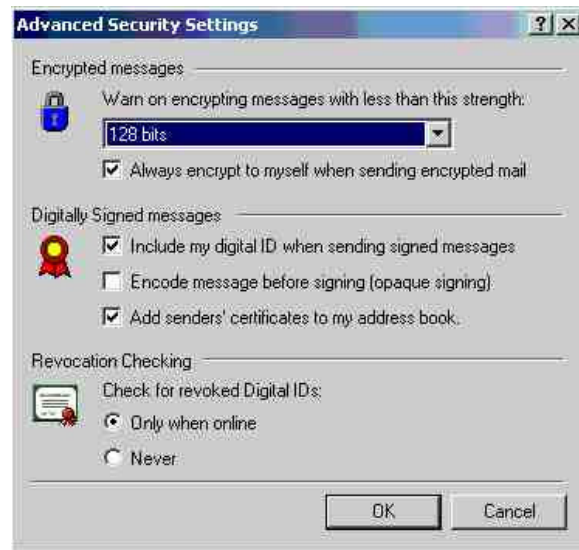 Advanced Security Settings
Encrypted messages
Warn on encrypting messages with less than this strength:
128 bits
Always encrypt to myself when sending encrypted mail
Digitally Signed messages
Include my digital ID when sending signed messages
Encode message before signing (opaque signing)
Add senders' certificates to my address book.
Revocation Checking
Check for revoked Digital IDs:
Only when online
Never
OK Cancel